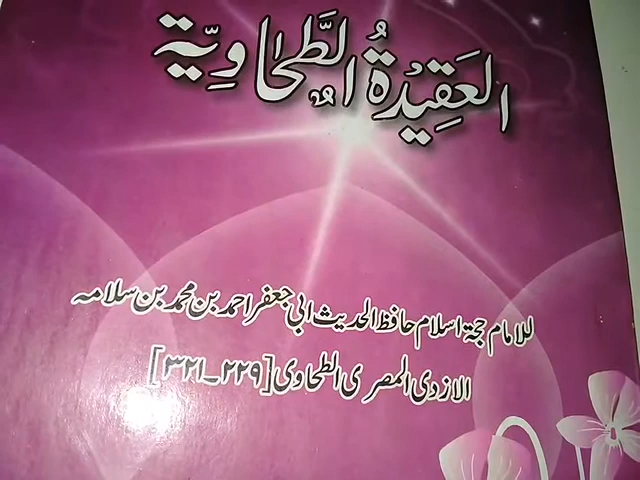 العَقِيدَةُ الطَّحَاوِيَّة
للامام حجة اسلام حافظ الحديث ابی جعفر احمد بن محمد بن سلامه
الازدی المصری الطحاوی [۲۲۹ـ۳۲۱]